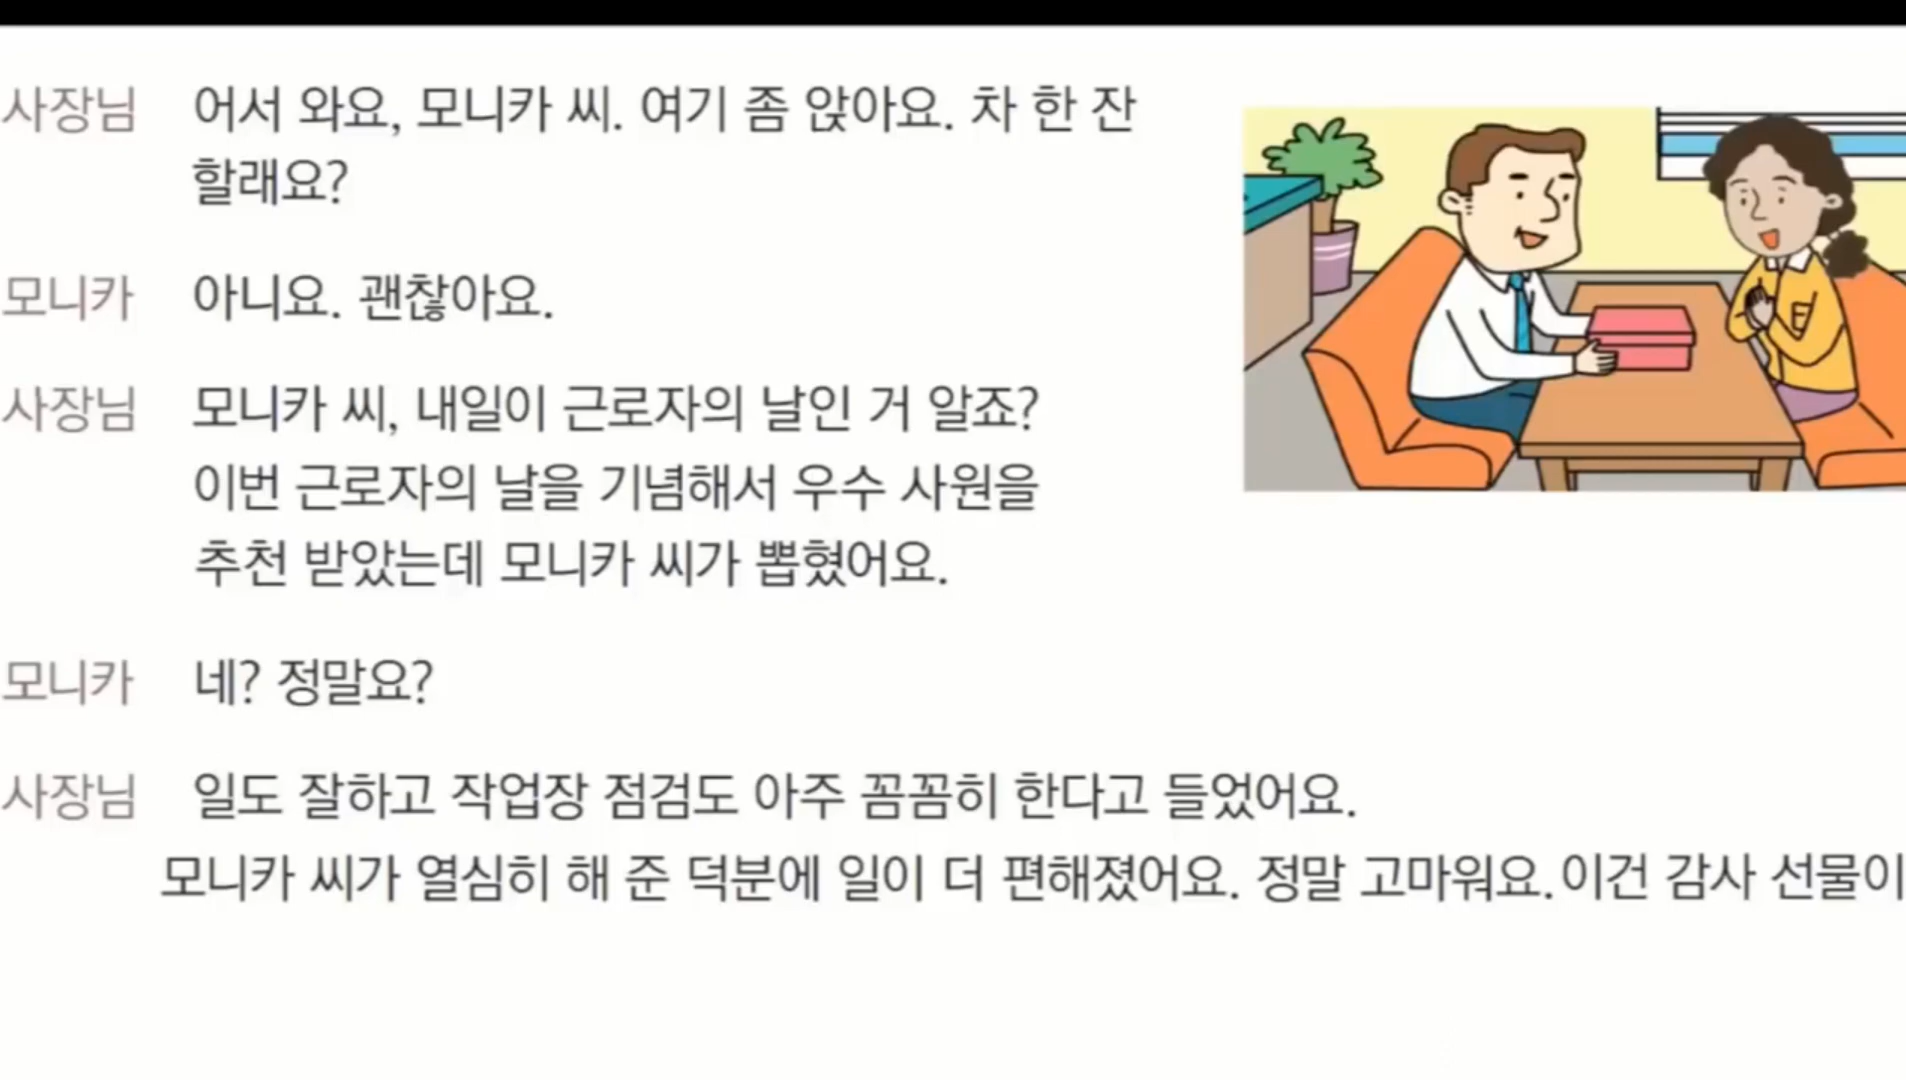 사장님 어서 와요, 모니카 씨. 여기 좀 앉아요. 차 한 잔
할래요?
모니카 아니요. 괜찮아요.
사장님 모니카 씨, 내일이 근로자의 날인 거 알죠?
이번 근로자의 날을 기념해서 우수 사원을
추천 받았는데 모니카 씨가 뽑혔어요.
모니카 네? 정말요?
사장님 일도 잘하고 작업장 점검도 아주 꼼꼼히 한다고 들었어요.
모니카 씨가 열심히 해 준 덕분에 일이 더 편해졌어요. 정말 고마워요. 이건 감사 선물이